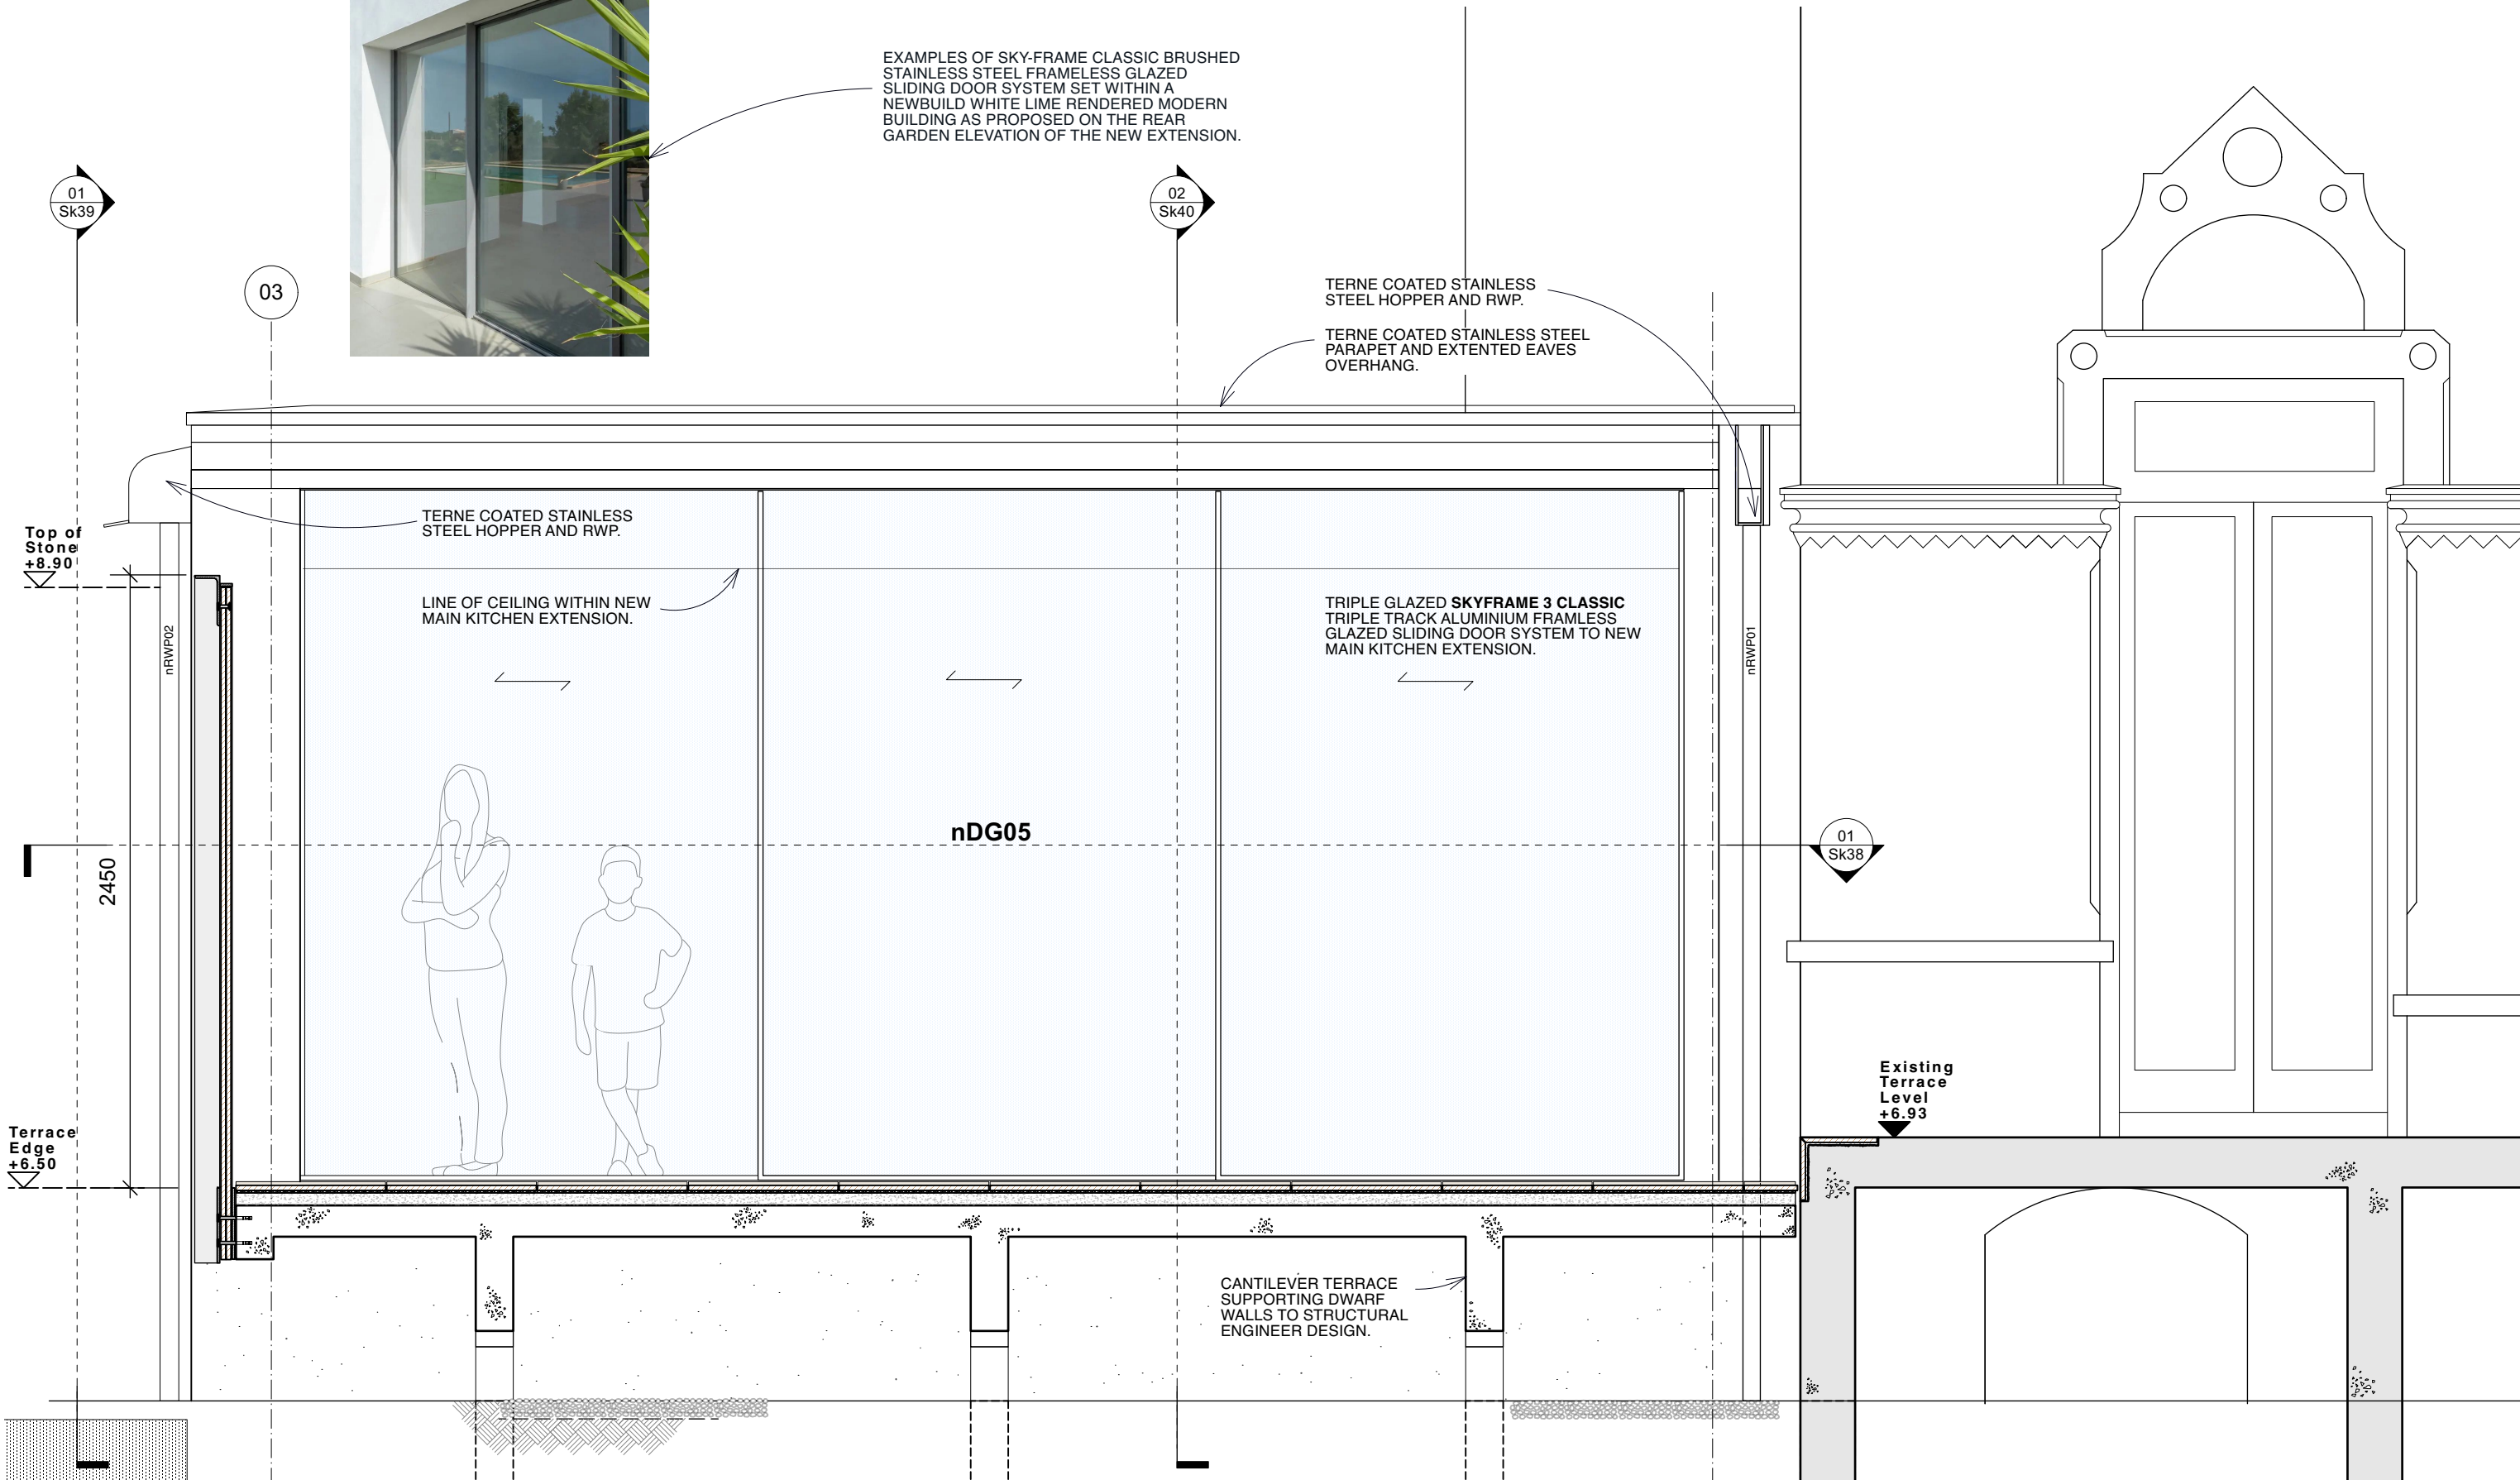 EXAMPLES OF SKY-FRAME CLASSIC BRUSHED
STAINLESS STEEL FRAMELESS GLAZED
SLIDING DOOR SYSTEM SET WITHIN A
NEWBUILD WHITE LIME RENDERED MODERN
BUILDING AS PROPOSED ON THE REAR
GARDEN ELEVATION OF THE NEW EXTENSION.
01
Sk39
02
Sk40
03
TERNE COATED STAINLESS
STEEL HOPPER AND RWP.
TERNE COATED STAINLESS STEEL
PARAPET AND EXTENTED EAVES
OVERHANG.
TERNE COATED STAINLESS
STEEL HOPPER AND RWP.
Top of
Stone
+8.90
LINE OF CEILING WITHIN NEW
MAIN KITCHEN EXTENSION.
TRIPLE GLAZED SKYFRAME 3 CLASSIC
TRIPLE TRACK ALUMINIUM FRAMLESS
GLAZED SLIDING DOOR SYSTEM TO NEW
MAIN KITCHEN EXTENSION.
nRWP02
nRWP01
nDG05
01
Sk38
2450
Existing
Terrace
Level
+6.93
Terrace
Edge
+6.50
CANTILEVER TERRACE
SUPPORTING DWARF
WALLS TO STRUCTURAL
ENGINEER DESIGN.